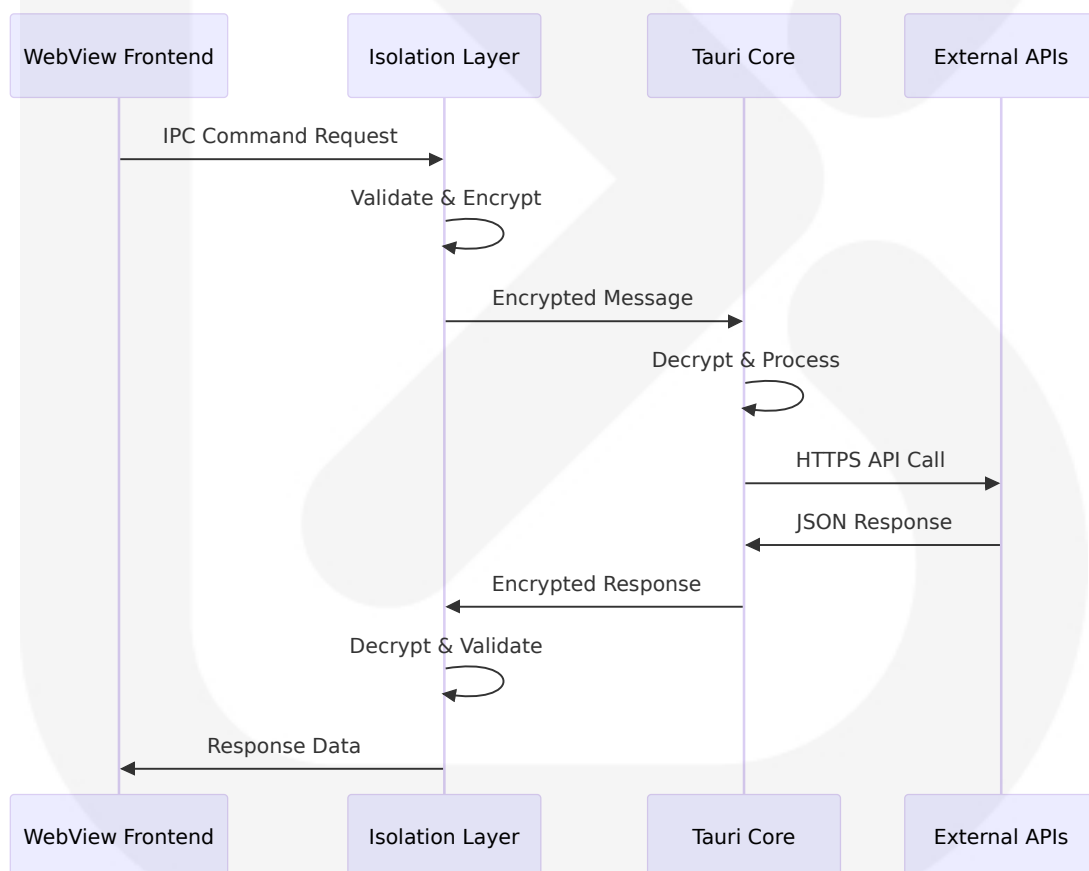 WebView Frontend
Isolation Layer
Tauri Core
External APIs
IPC Command Request
Validate & Encrypt
Encrypted Message
Decrypt & Process
HTTPS API Call
JSON Response
Encrypted Response
Decrypt & Validate
Response Data
WebView Frontend
Isolation Layer
Tauri Core
External APIs